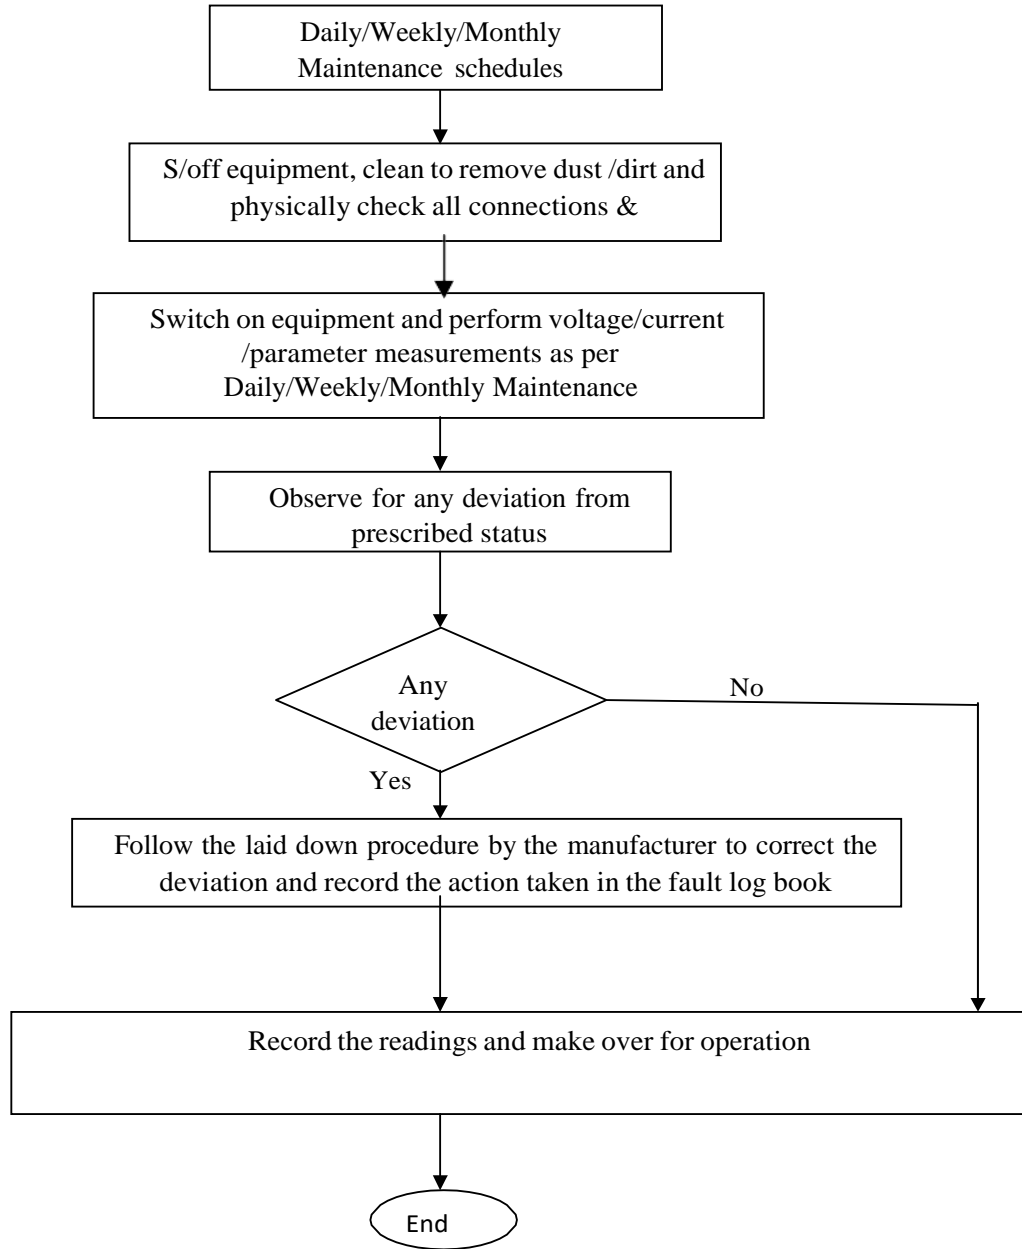 Daily/Weekly/Monthly
Maintenance schedules
S/off equipment, clean to remove dust /dirt and
physically check all connections &
Switch on equipment and perform voltage/current
/parameter measurements as per
Daily/Weekly/Monthly Maintenance
Observe for any deviation from
prescribed status
Any
deviation
No
Yes
Follow the laid down procedure by the manufacturer to correct the
deviation and record the action taken in the fault log book
Record the readings and make over for operation
End